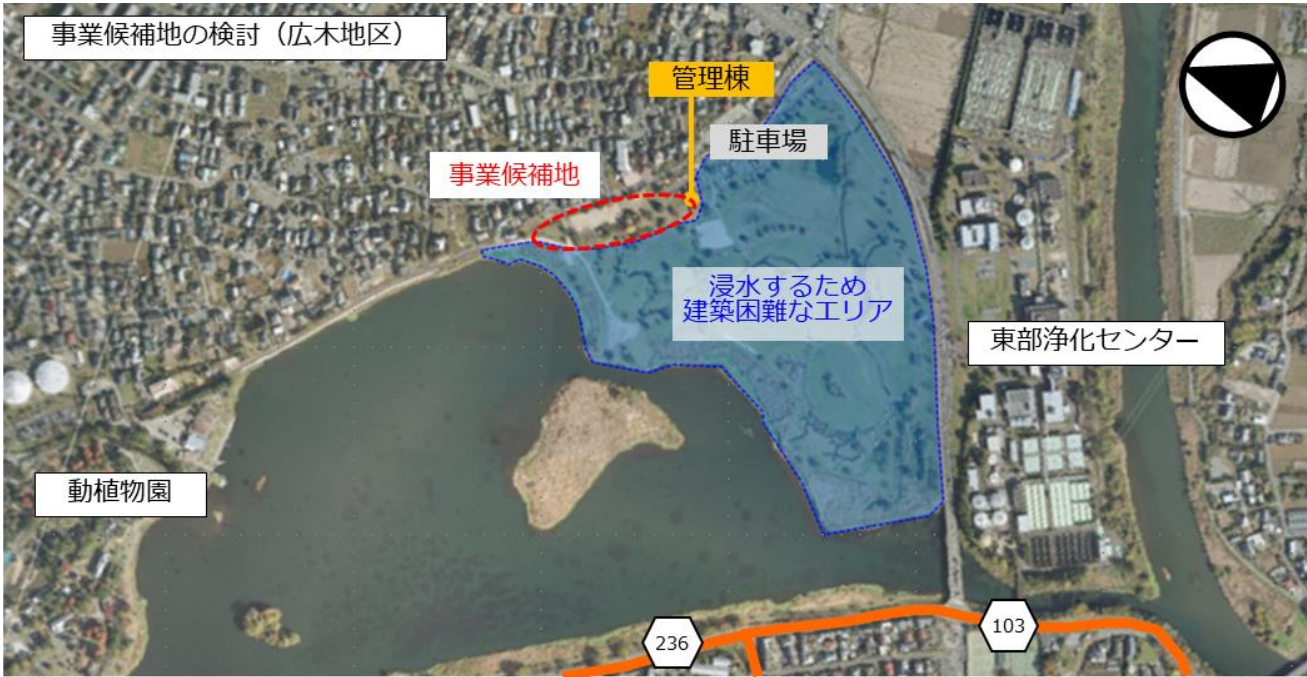 事業候補地の検討（広木地区）
管理棟
駐車場
事業候補地
浸水するため
建築困難なエリア
東部浄化センター
動植物園
236
103